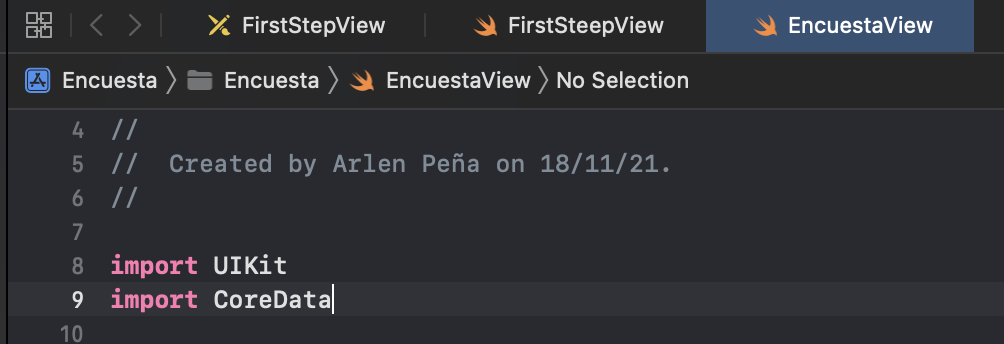 FirstStepView FirstSteepView EncuestaView
Encuesta Encuesta EncuestaView No Selection
4 //
5 //  Created by Arlen Peña on 18/11/21.
6 //
7
8 import UIKit
9 import CoreData
10